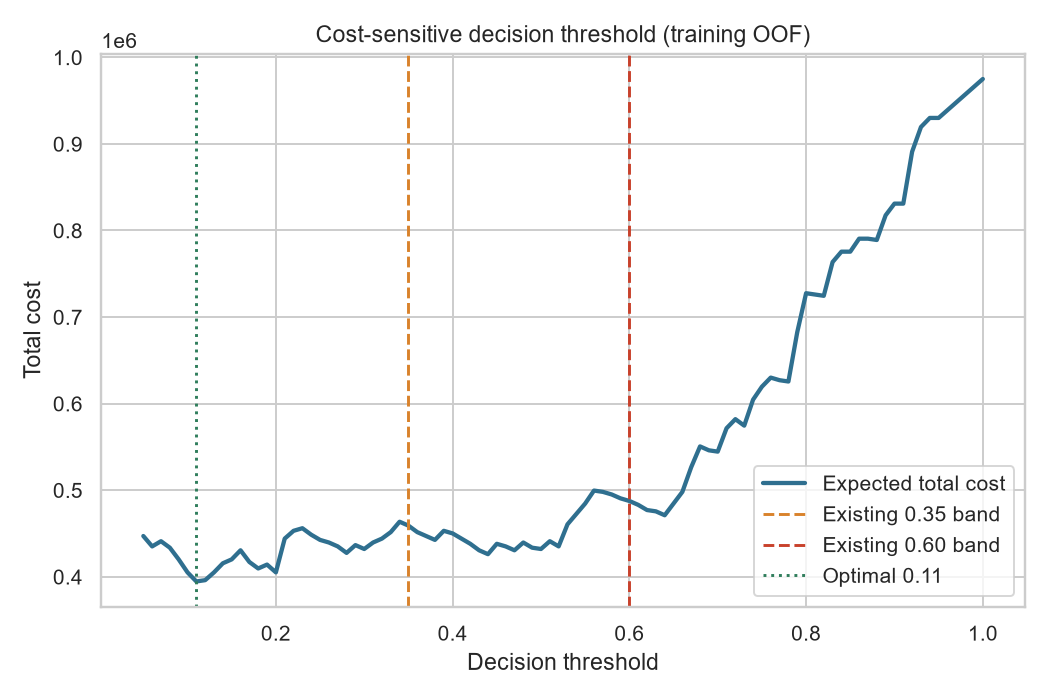 Cost-sensitive decision threshold (training OOF)
1e6
1.0
0.9
0.8
0.7
0.6
0.5
0.4
Total cost
0.2
0.4
0.6
0.8
1.0
Decision threshold
Expected total cost
Existing 0.35 band
Existing 0.60 band
Optimal 0.11